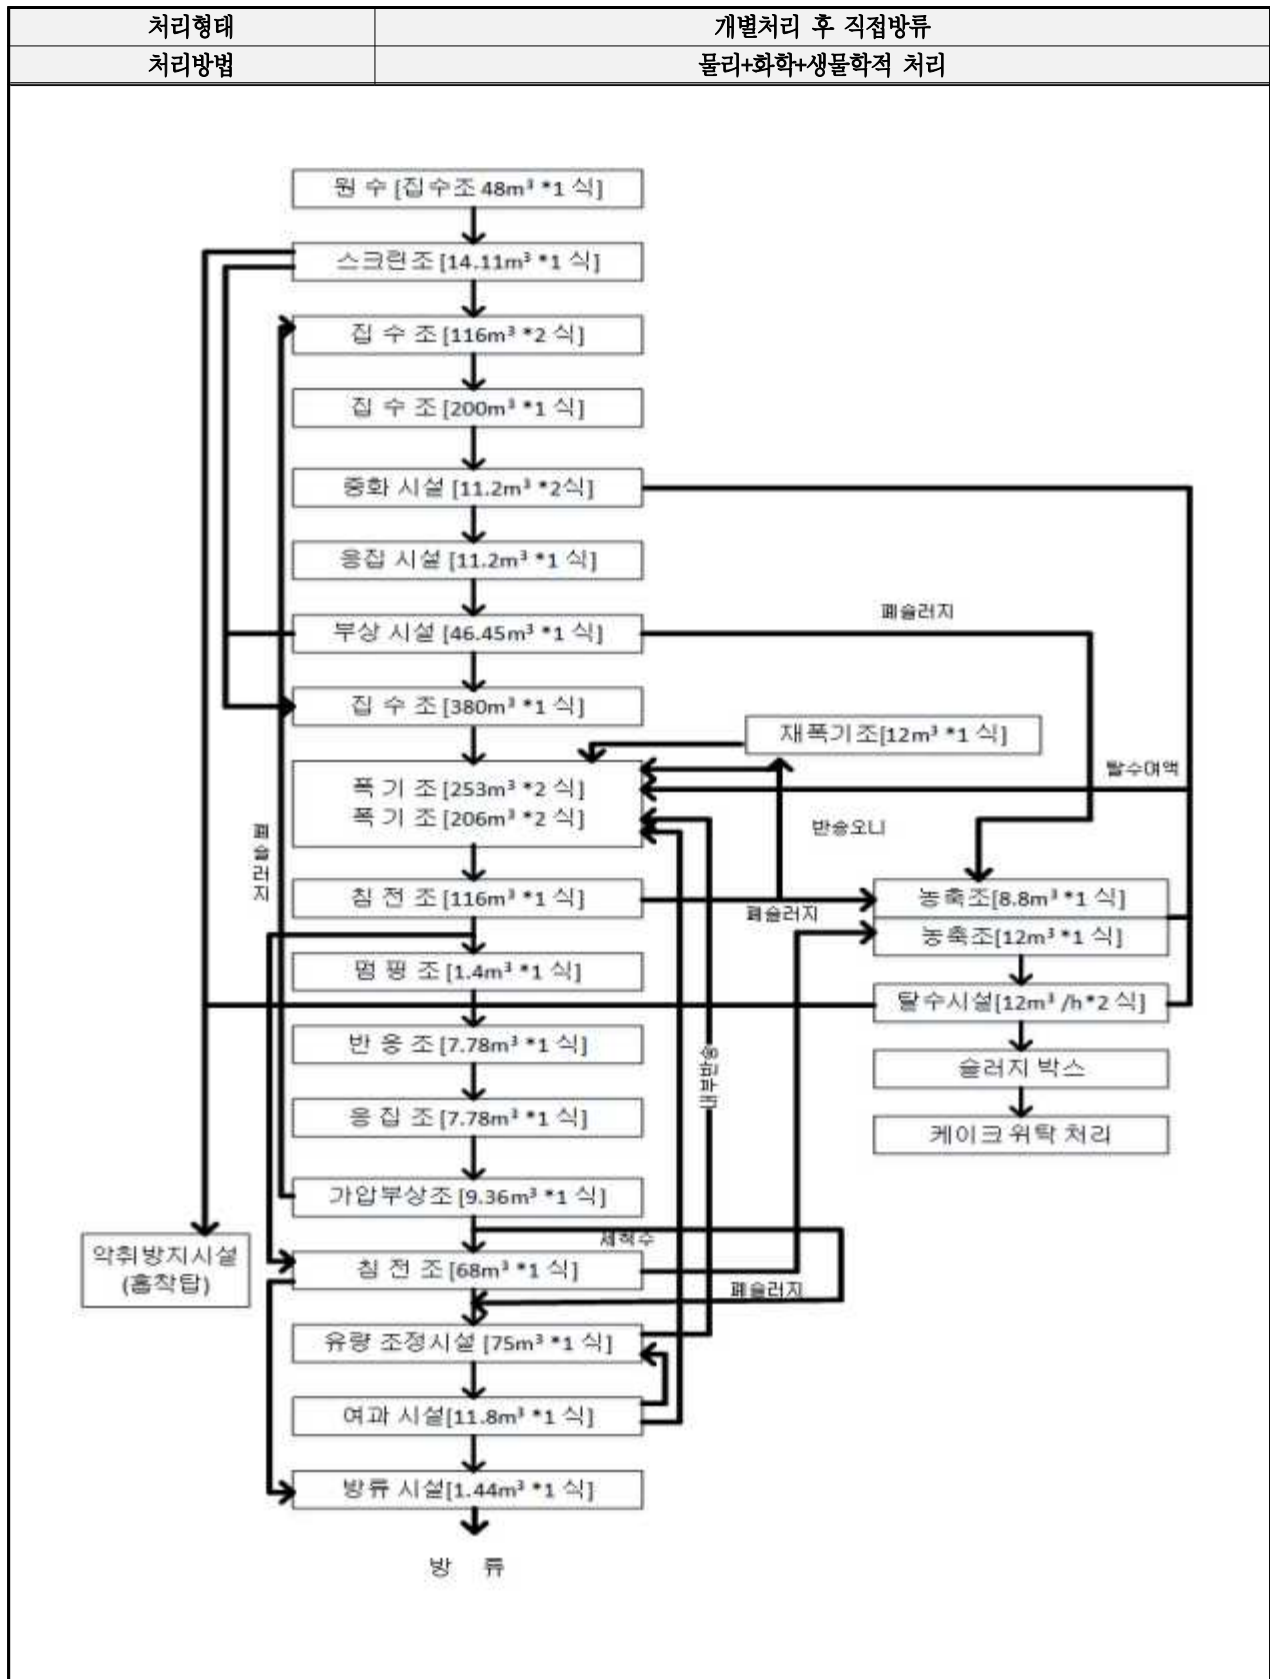 처리형태 개별처리 후 직접방류
처리방법 물리+화학+생물학적 처리
원 수 [집수조 48m³ *1 식]
스크린조 [14.11m³ *1 식]
집 수 조 [116m³ *2 식]
집 수 조 [200m³ *1 식]
중화 시설 [11.2m³ *2식]
응집 시설 [11.2m³ *1 식]
폐슬러지
부상 시설 [46.45m³ *1 식]
집 수 조 [380m³ *1 식]
재폭기조[12m³ *1 식]
탈수여액
폭 기 조 [253m³ *2 식]
폭 기 조 [206m³ *2 식]
반송오니
폐슬러지
침 전 조 [116m³ *1 식]
폐슬러지
농축조[8.8m³ *1 식]
농축조[12m³ *1 식]
펌 핑 조 [1.4m³ *1 식]
탈수시설[12m³ /h*2 식]
반 응 조 [7.78m³ *1 식]
내부반송
슬러지 박스
응 집 조 [7.78m³ *1 식]
케이크 위탁 처리
가압부상조 [9.36m³ *1 식]
세척수
악취방지시설
(흡착탑)
침 전 조 [68m³ *1 식]
폐슬러지
유량 조정시설 [75m³ *1 식]
여과 시설[11.8m³ *1 식]
방류 시설[1.44m³ *1 식]
방 류